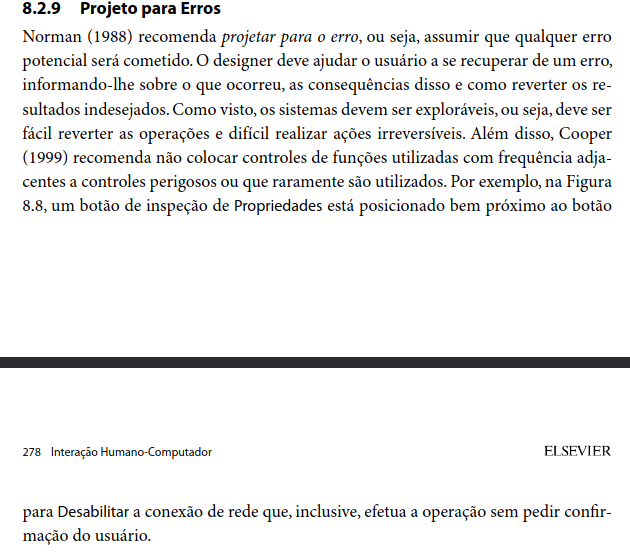 8.2.9 Projeto para Erros
Norman (1988) recomenda projetar para o erro, ou seja, assumir que qualquer erro
potencial será cometido. O designer deve ajudar o usuário a se recuperar de um erro,
informando-lhe sobre o que ocorreu, as consequências disso e como reverter os re-
sultados indesejados. Como visto, os sistemas devem ser exploráveis, ou seja, deve ser
fácil reverter as operações e difícil realizar ações irreversíveis. Além disso, Cooper
(1999) recomenda não colocar controles de funções utilizadas com frequência adja-
centes a controles perigosos ou que raramente são utilizados. Por exemplo, na Figura
8.8, um botão de inspeção de Propriedades está posicionado bem próximo ao botão
278 Interação Humano-Computador ELSEVIER
para Desabilitar a conexão de rede que, inclusive, efetua a operação sem pedir confir-
mação do usuário.